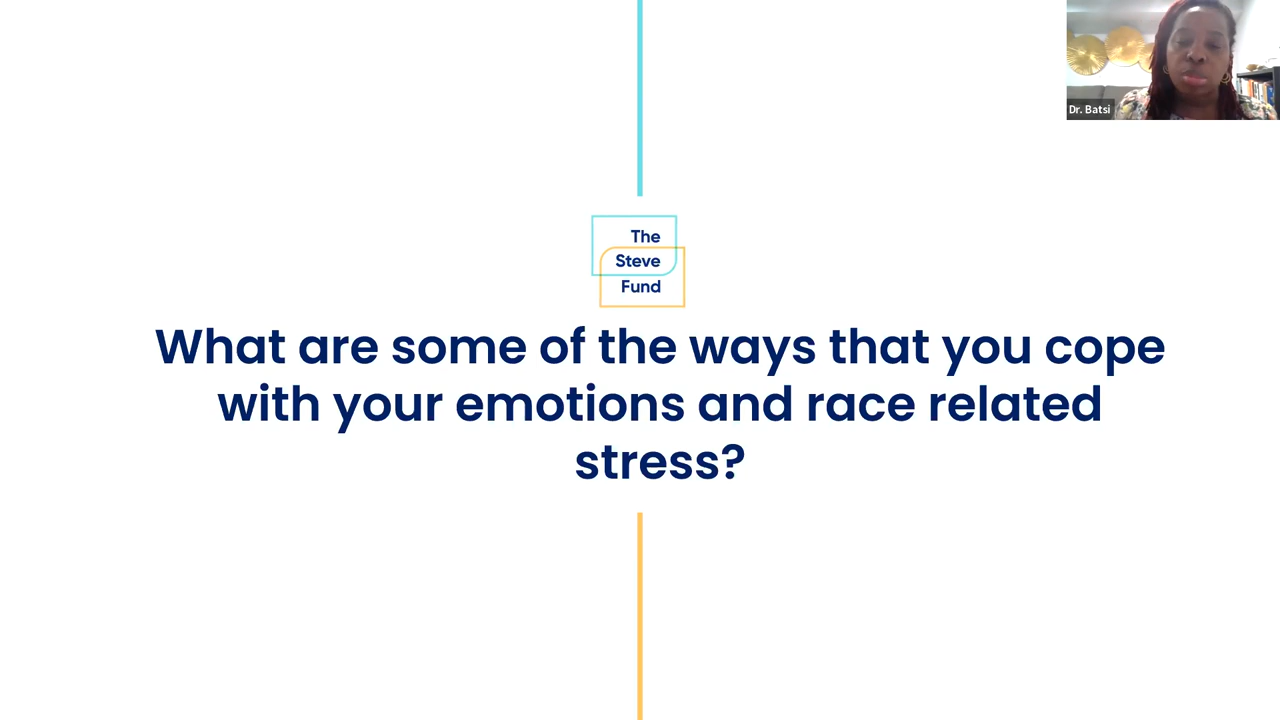 Dr. Batsi
The
Steve
Fund
What are some of the ways that you cope
with your emotions and race related
stress?